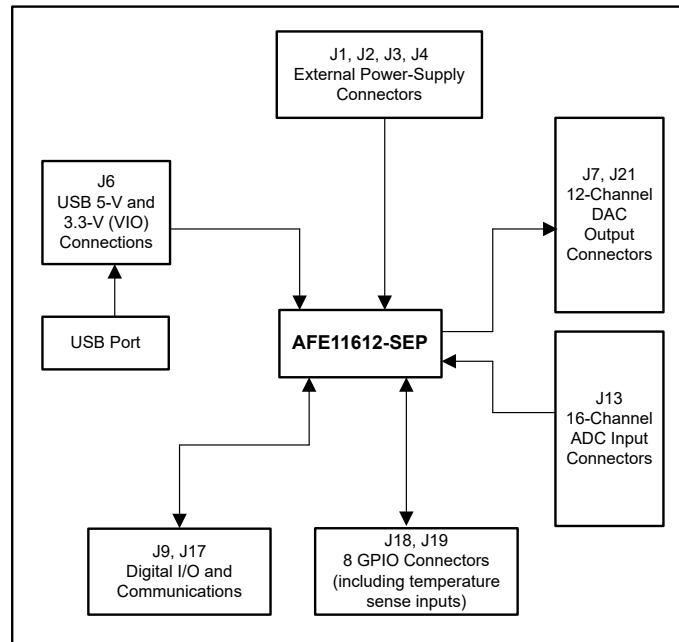 J1, J2, J3, J4
External Power-Supply
Connectors
J7, J21
12-Channel
DAC
Output
Connectors
J6
USB 5-V and
3.3-V (VIO)
Connections
USB Port
AFE11612-SEP
J13
16-Channel
ADC Input
Connectors
J9, J17
Digital I/O and
Communications
J18, J19
8 GPIO Connectors
(including temperature
sense inputs)